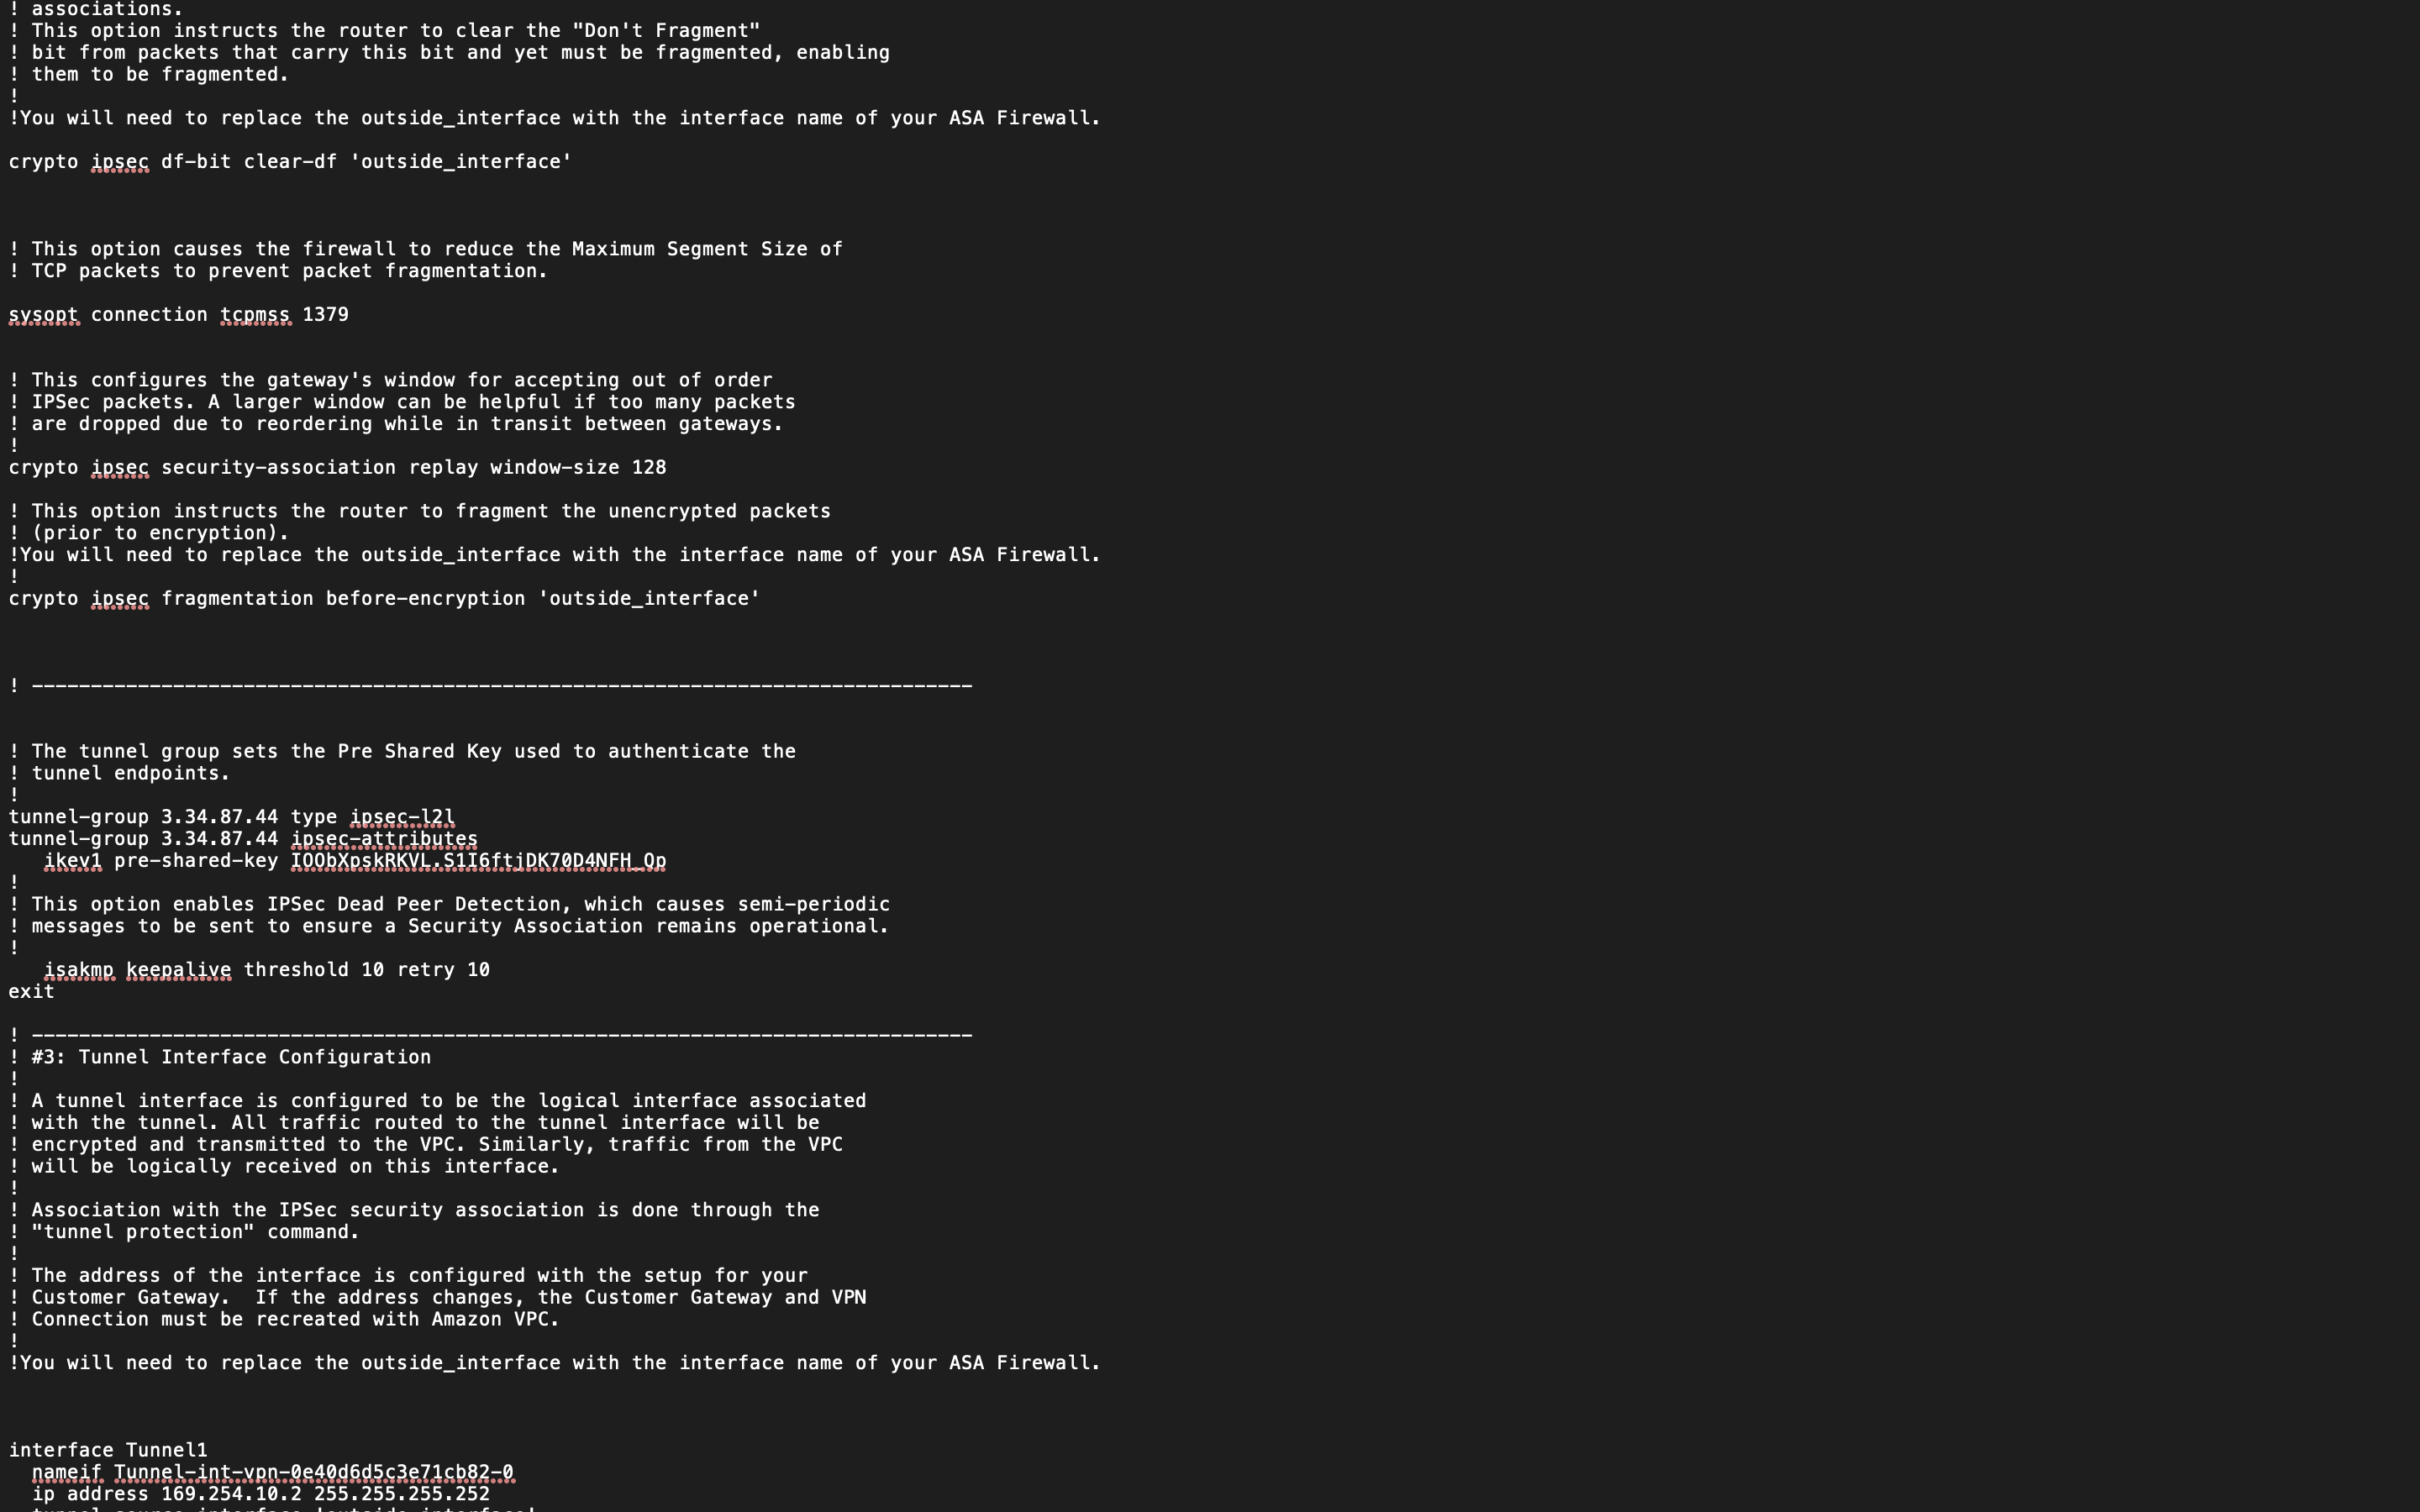 ! associations.
! This option instructs the router to clear the "Don't Fragment"
! bit from packets that carry this bit and yet must be fragmented, enabling
! them to be fragmented.
!
!You will need to replace the outside_interface with the interface name of your ASA Firewall.
crypto ipsec df-bit clear-df 'outside_interface'
! This option causes the firewall to reduce the Maximum Segment Size of
! TCP packets to prevent packet fragmentation.
sysopt connection tcpmss 1379
! This configures the gateway's window for accepting out of order
! IPSec packets. A larger window can be helpful if too many packets
! are dropped due to reordering while in transit between gateways.
!
crypto ipsec security-association replay window-size 128
! This option instructs the router to fragment the unencrypted packets
! (prior to encryption).
!You will need to replace the outside_interface with the interface name of your ASA Firewall.
!
crypto ipsec fragmentation before-encryption 'outside_interface'
! --------------------------------------------------------------------------------
! The tunnel group sets the Pre Shared Key used to authenticate the
! tunnel endpoints.
!
tunnel-group 3.34.87.44 type ipsec-l2l
tunnel-group 3.34.87.44 ipsec-attributes
ikev1 pre-shared-key IOObXpskRKVL.S1I6ftjDK70D4NFH_Qp
!
! This option enables IPSec Dead Peer Detection, which causes semi-periodic
! messages to be sent to ensure a Security Association remains operational.
!
isakmp keepalive threshold 10 retry 10
exit
! --------------------------------------------------------------------------------
! #3: Tunnel Interface Configuration
!
! A tunnel interface is configured to be the logical interface associated
! with the tunnel. All traffic routed to the tunnel interface will be
! encrypted and transmitted to the VPC. Similarly, traffic from the VPC
! will be logically received on this interface.
!
! Association with the IPSec security association is done through the
! "tunnel protection" command.
!
! The address of the interface is configured with the setup for your
! Customer Gateway.  If the address changes, the Customer Gateway and VPN
! Connection must be recreated with Amazon VPC.
!
!You will need to replace the outside_interface with the interface name of your ASA Firewall.
interface Tunnel1
nameif Tunnel-int-vpn-0e40d6d5c3e71cb82-0
ip address 169.254.10.2 255.255.255.252